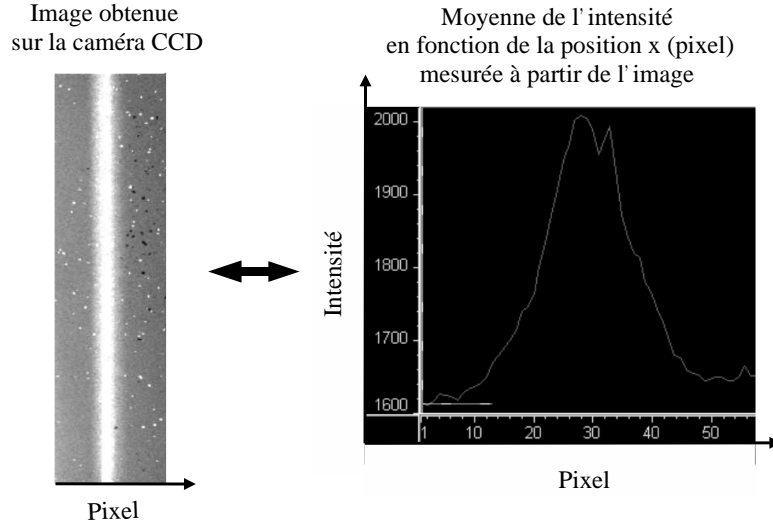 Image obtenue
sur la caméra CCD
Pixel
Moyenne de l'intensité
en fonction de la position x (pixel)
mesurée à partir de l'image
Intensité
2000
1900
1800
1700
1600
1 10 20 30 40 50
Pixel